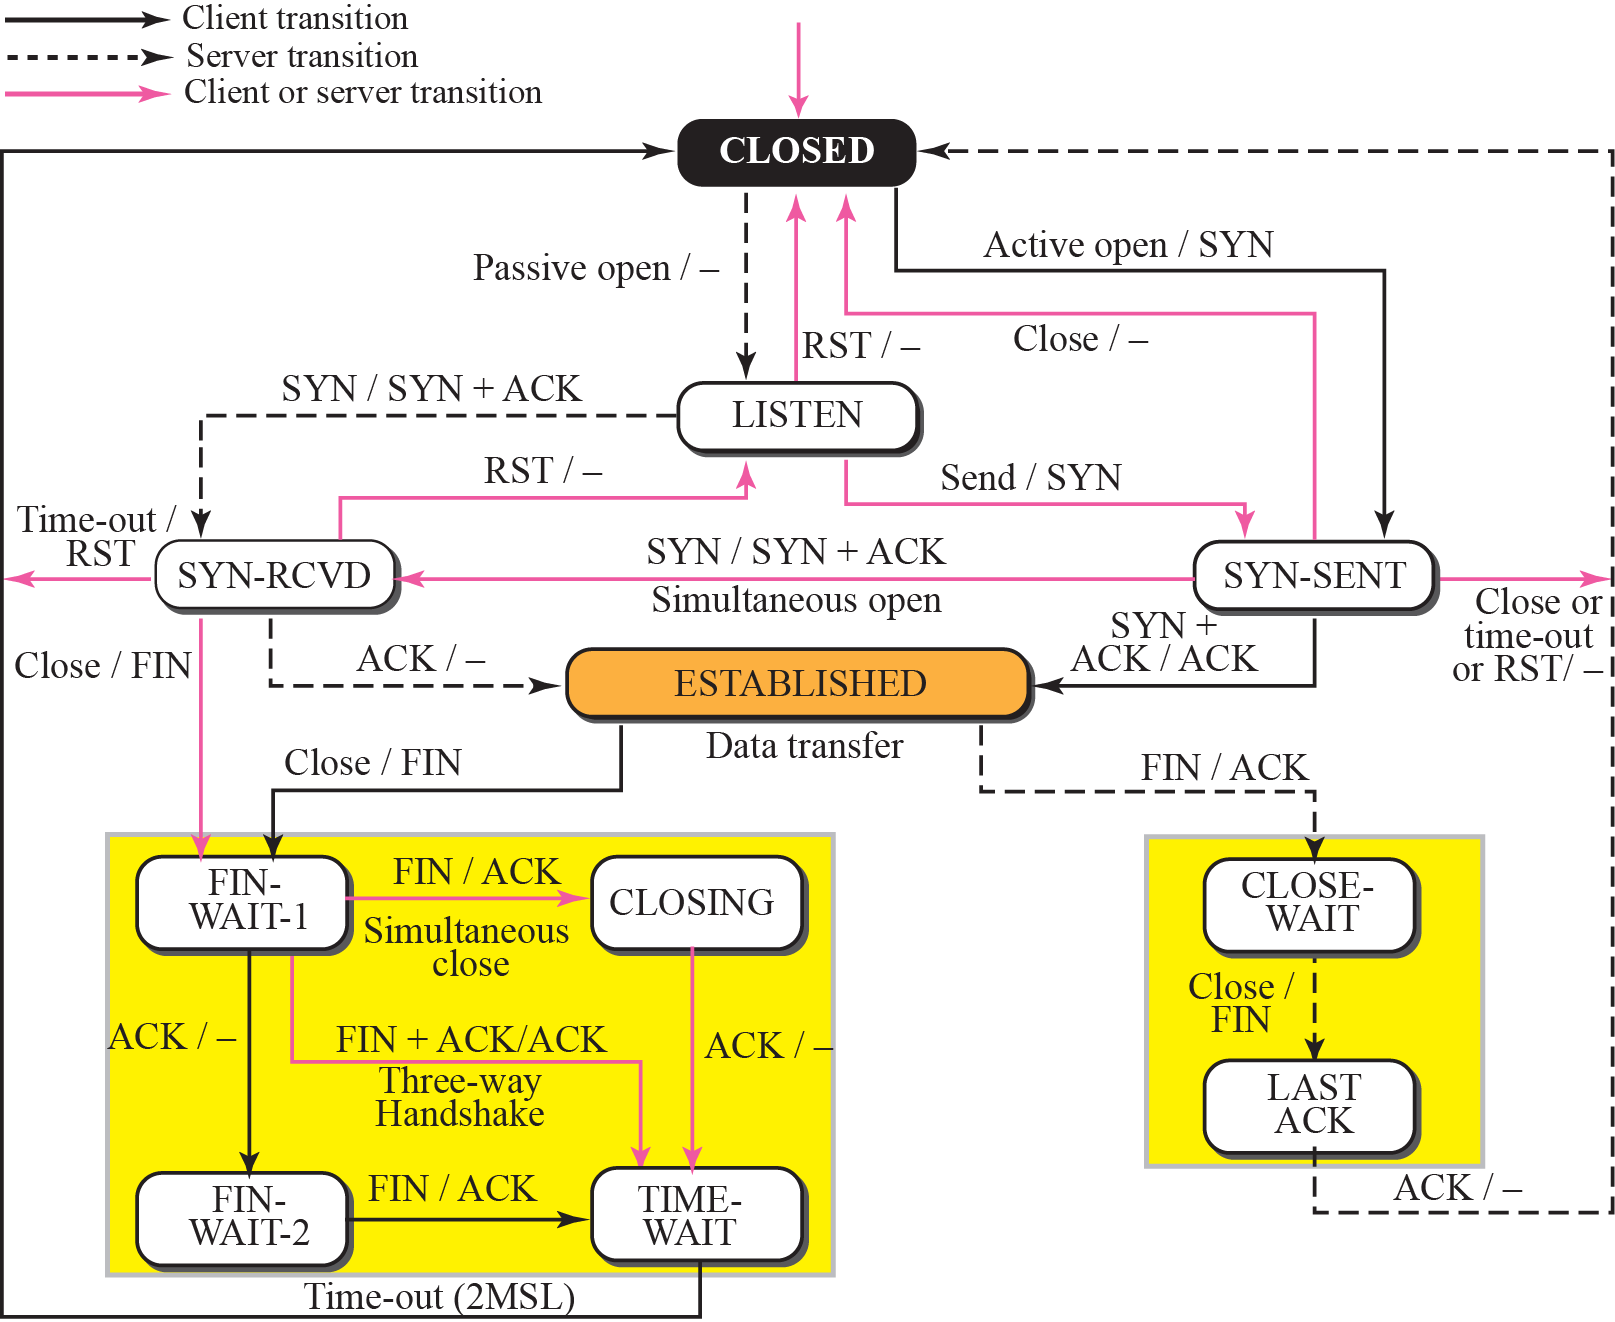 Client transition
Server transition
Client or server transition
CLOSED
Active open / SYN
Passive open / –
RST / –
Close / –
SYN / SYN + ACK
LISTEN
RST / –
Send / SYN
Time-out /
RST
SYN-RCVD
SYN / SYN + ACK
Simultaneous open
SYN-SENT
Close or
time-out
or RST/ –
Close / FIN
ACK / –
SYN +
ACK / ACK
ESTABLISHED
Data transfer
Close / FIN
FIN / ACK
FIN-
WAIT-1
FIN / ACK
Simultaneous
close
CLOSING
CLOSE-
WAIT
Close /
FIN
ACK / –
FIN + ACK/ACK
Three-way
Handshake
ACK / –
LAST
ACK
FIN-
WAIT-2
FIN / ACK
TIME-
WAIT
ACK / –
Time-out (2MSL)